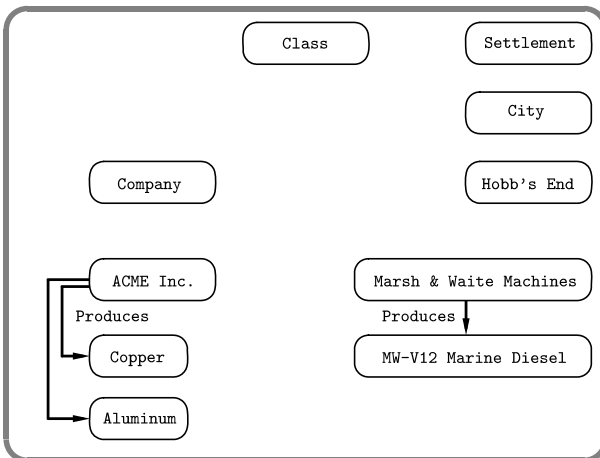 Class
Settlement
City
Company
Hobb's End
ACME Inc.
Marsh & Waite Machines
Produces
Produces
Copper
MW-V12 Marine Diesel
Aluminum